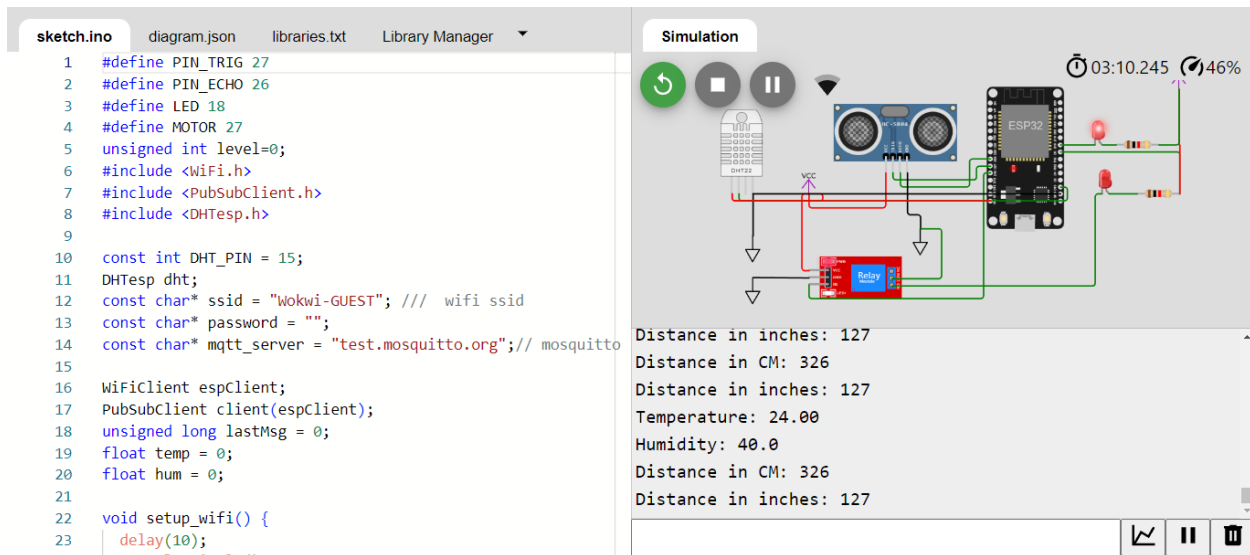 sketch.ino diagram.json libraries.txt Library Manager
1 #define PIN_TRIG 27
2 #define PIN_ECHO 26
3 #define LED 18
4 #define MOTOR 27
5 unsigned int level=0;
6 #include <WiFi.h>
7 #include <PubSubClient.h>
8 #include <DHTesp.h>
9
10 const int DHT_PIN = 15;
11 DHTesp dht;
12 const char* ssid = "Wokwi-GUEST"; ///  wifi ssid
13 const char* password = "";
14 const char* mqtt_server = "test.mosquitto.org";// mosquitto
15
16 WiFiClient espClient;
17 PubSubClient client(espClient);
18 unsigned long lastMsg = 0;
19 float temp = 0;
20 float hum = 0;
21
22 void setup_wifi() {
23 delay(10);
Simulation
03:10.245 46%
HC-SR04
ESP32
DHT22
VCC
Relay
Module
Distance in inches: 127
Distance in CM: 326
Distance in inches: 127
Temperature: 24.00
Humidity: 40.0
Distance in CM: 326
Distance in inches: 127